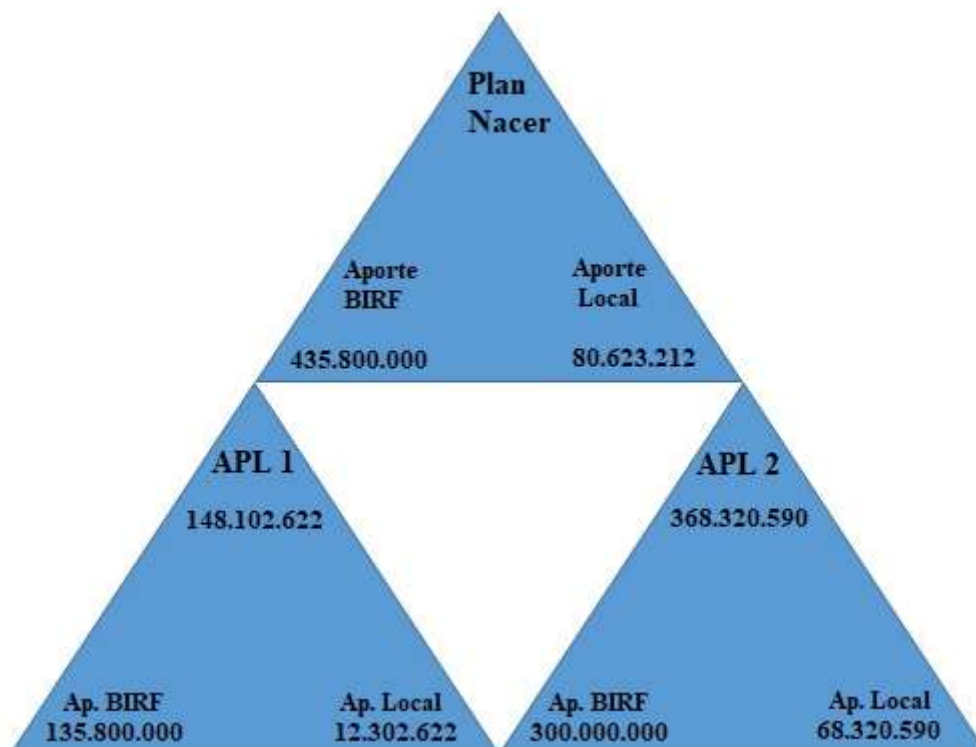 Plan
Nacer
Aporte
BIRF
Aporte
Local
435.800.000
80.623.212
APL 1
148.102.622
APL 2
368.320.590
Ap. BIRF
135.800.000
Ap. Local
12.302.622
Ap. BIRF
300.000.000
Ap. Local
68.320.590